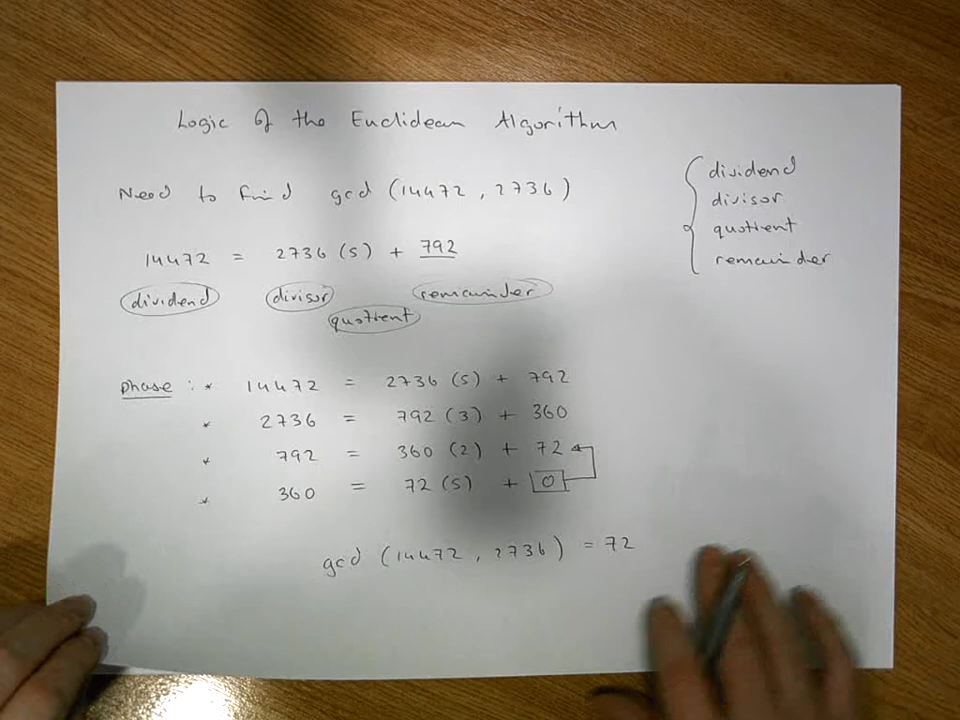 Logic of the Euclidean Algorithm
Need to find gcd (14472, 2736)
dividend
divisor
quotient
remainder
14472 = 2736 (5) + 792
dividend divisor remainder
quotient
phase : * 14472 = 2736 (5) + 792
* 2736 = 792 (3) + 360
* 792 = 360 (2) + 72
* 360 = 72 (5) + 0
gcd (14472, 2736) = 72